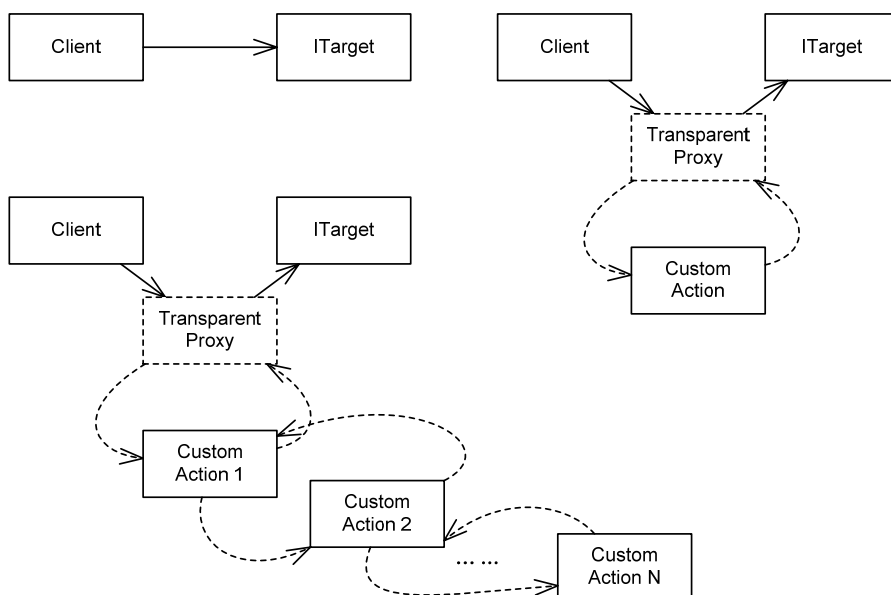 Client
ITarget
Client
ITarget
Transparent
Proxy
Custom
Action
Client
ITarget
Transparent
Proxy
Custom
Action 1
Custom
Action 2
... ...
Custom
Action N